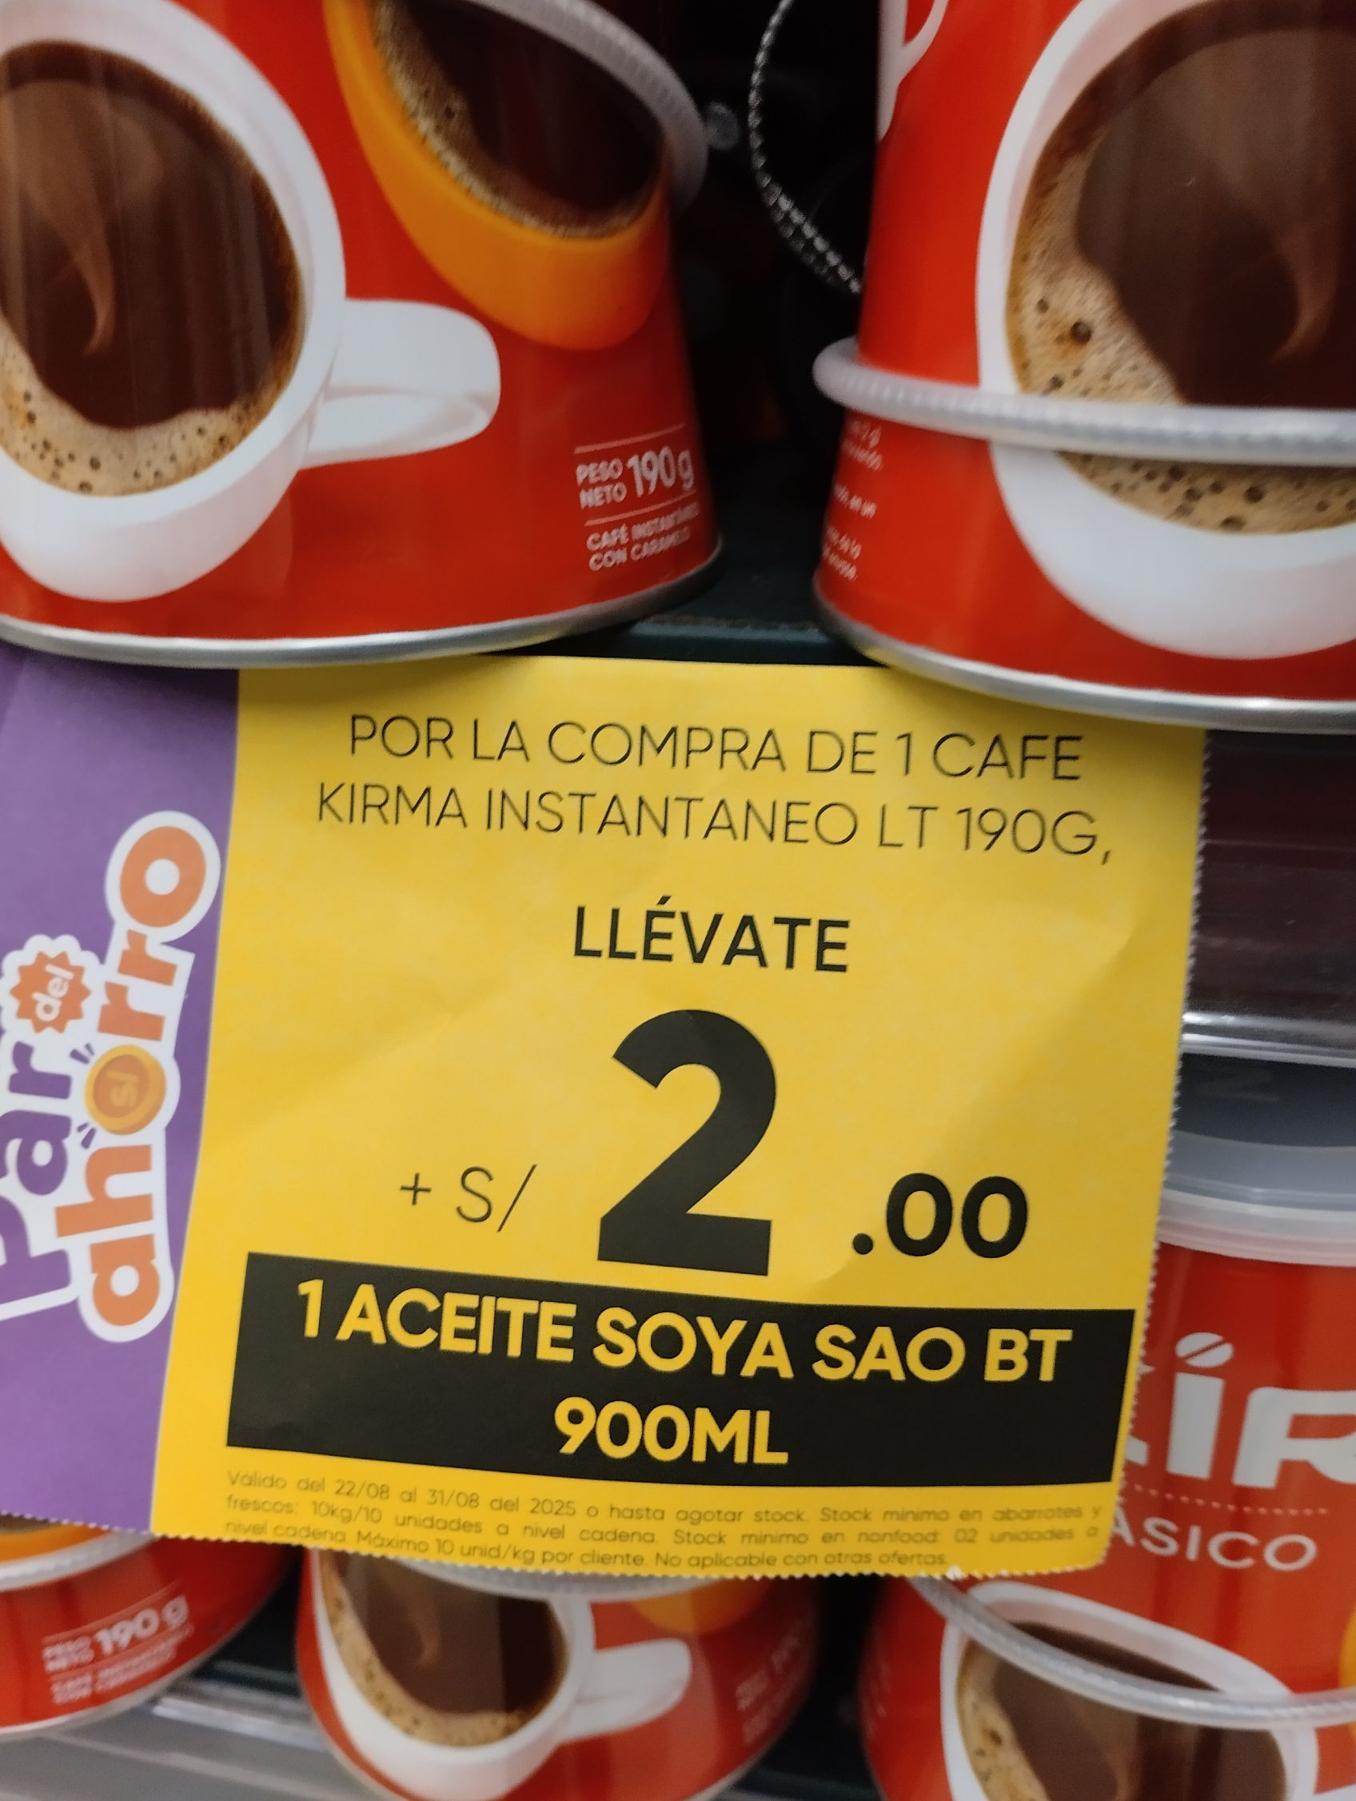 PESO NETO 190g
CAFÉ INSTANTÁNEO
CON CARAMELO
POR LA COMPRA DE 1 CAFE
KIRMA INSTANTANEO LT 190G,
LLÉVATE
+ S/ 2.00
1 ACEITE SOYA SAO BT
900ML
Válido del 22/08 al 31/08 del 2025 o hasta agotar stock. Stock mínimo en abarrotes y
frescos: 10kg/10 unidades a nivel cadena. Stock mínimo en nonfood: 02 unidades a
nivel cadena. Máximo 10 unid/kg por cliente. No aplicable con otras ofertas.
Par del
ahorro
S/
KIR
ÁSICO
PESO NETO 190 g